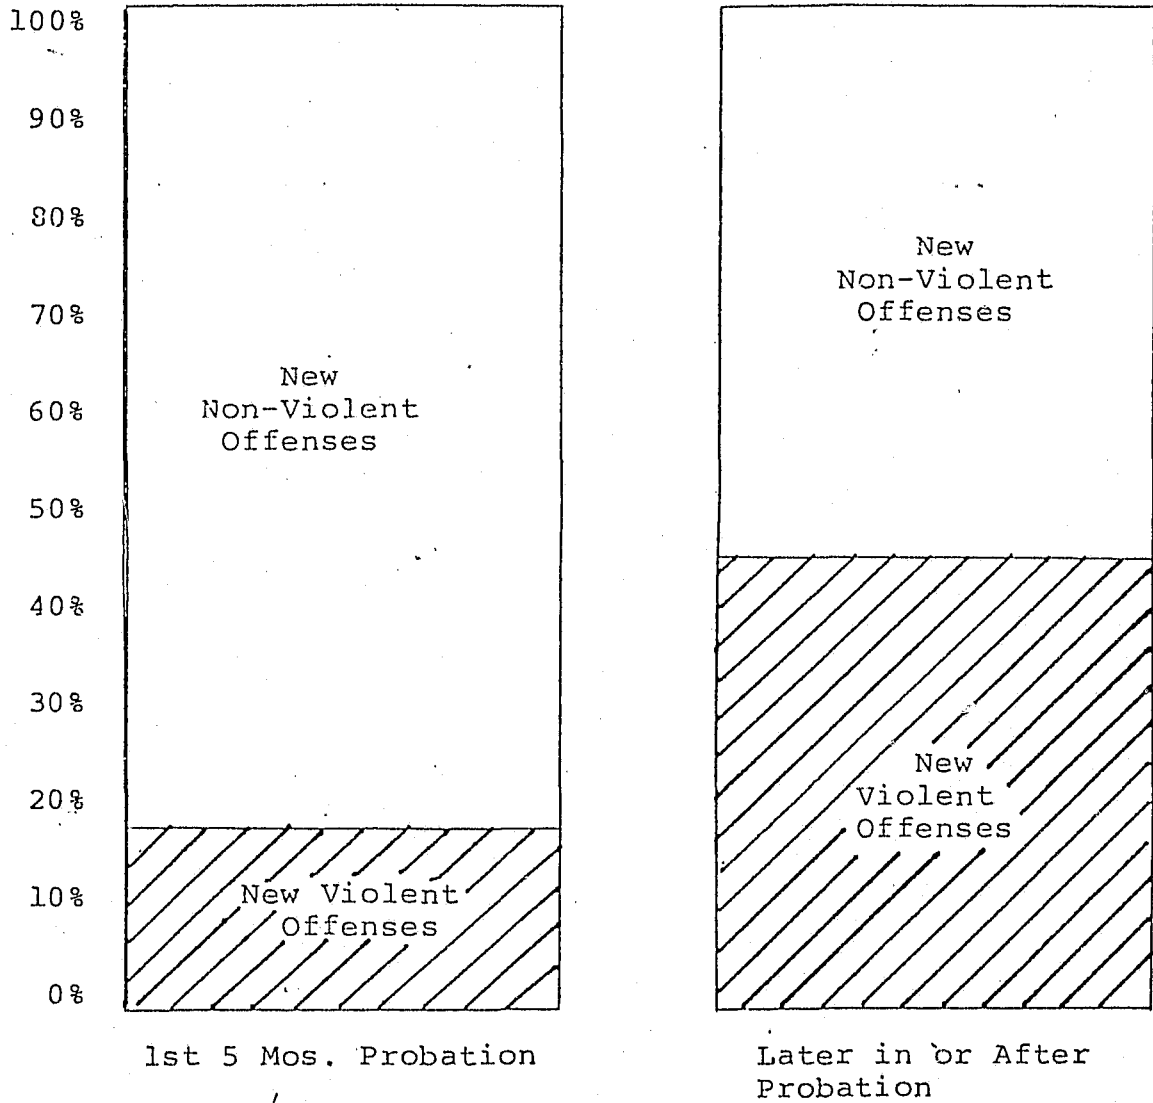 100%
90%
80%
70%
60%
50%
40%
30%
20%
10%
0%
New
Non-Violent
Offenses
New Violent
Offenses
1st 5 Mos. Probation
New
Non-Violent
Offenses
New
Violent
Offenses
Later in or After
Probation